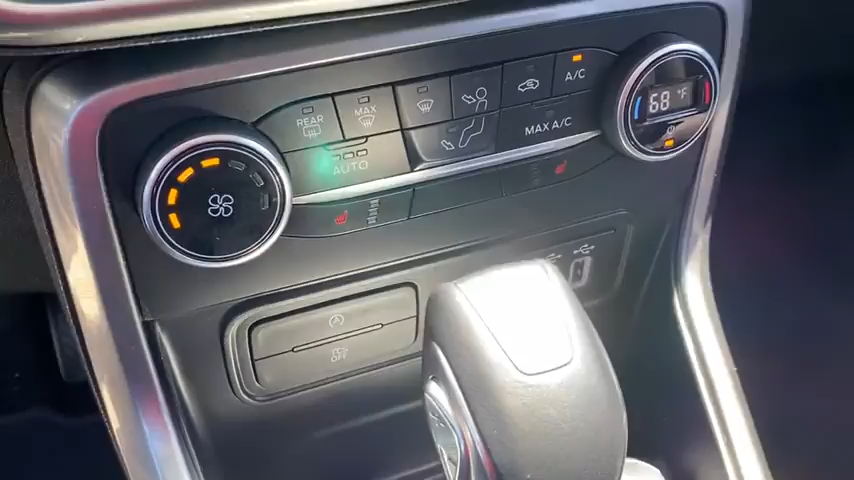 REAR
MAX
A/C
MAX A/C
AUTO
68 °F
A
OFF